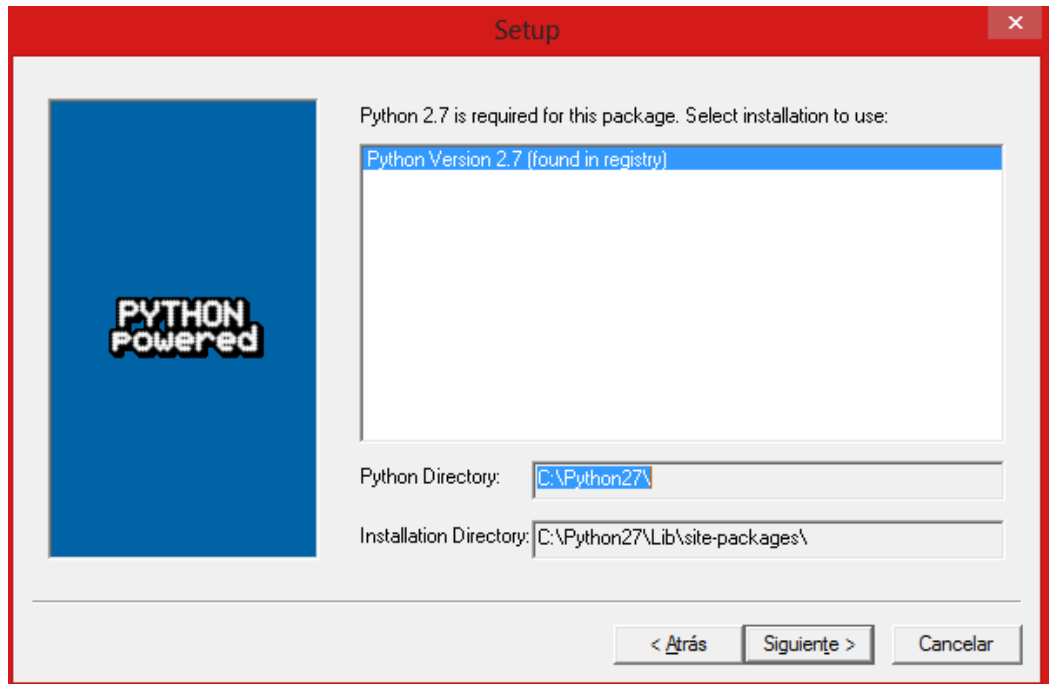 Setup
Python 2.7 is required for this package. Select installation to use:
Python Version 2.7 (found in registry)
PYTHON
powered
Python Directory: C:\Python27\
Installation Directory: C:\Python27\Lib\site-packages\
< Atrás Siguiente > Cancelar